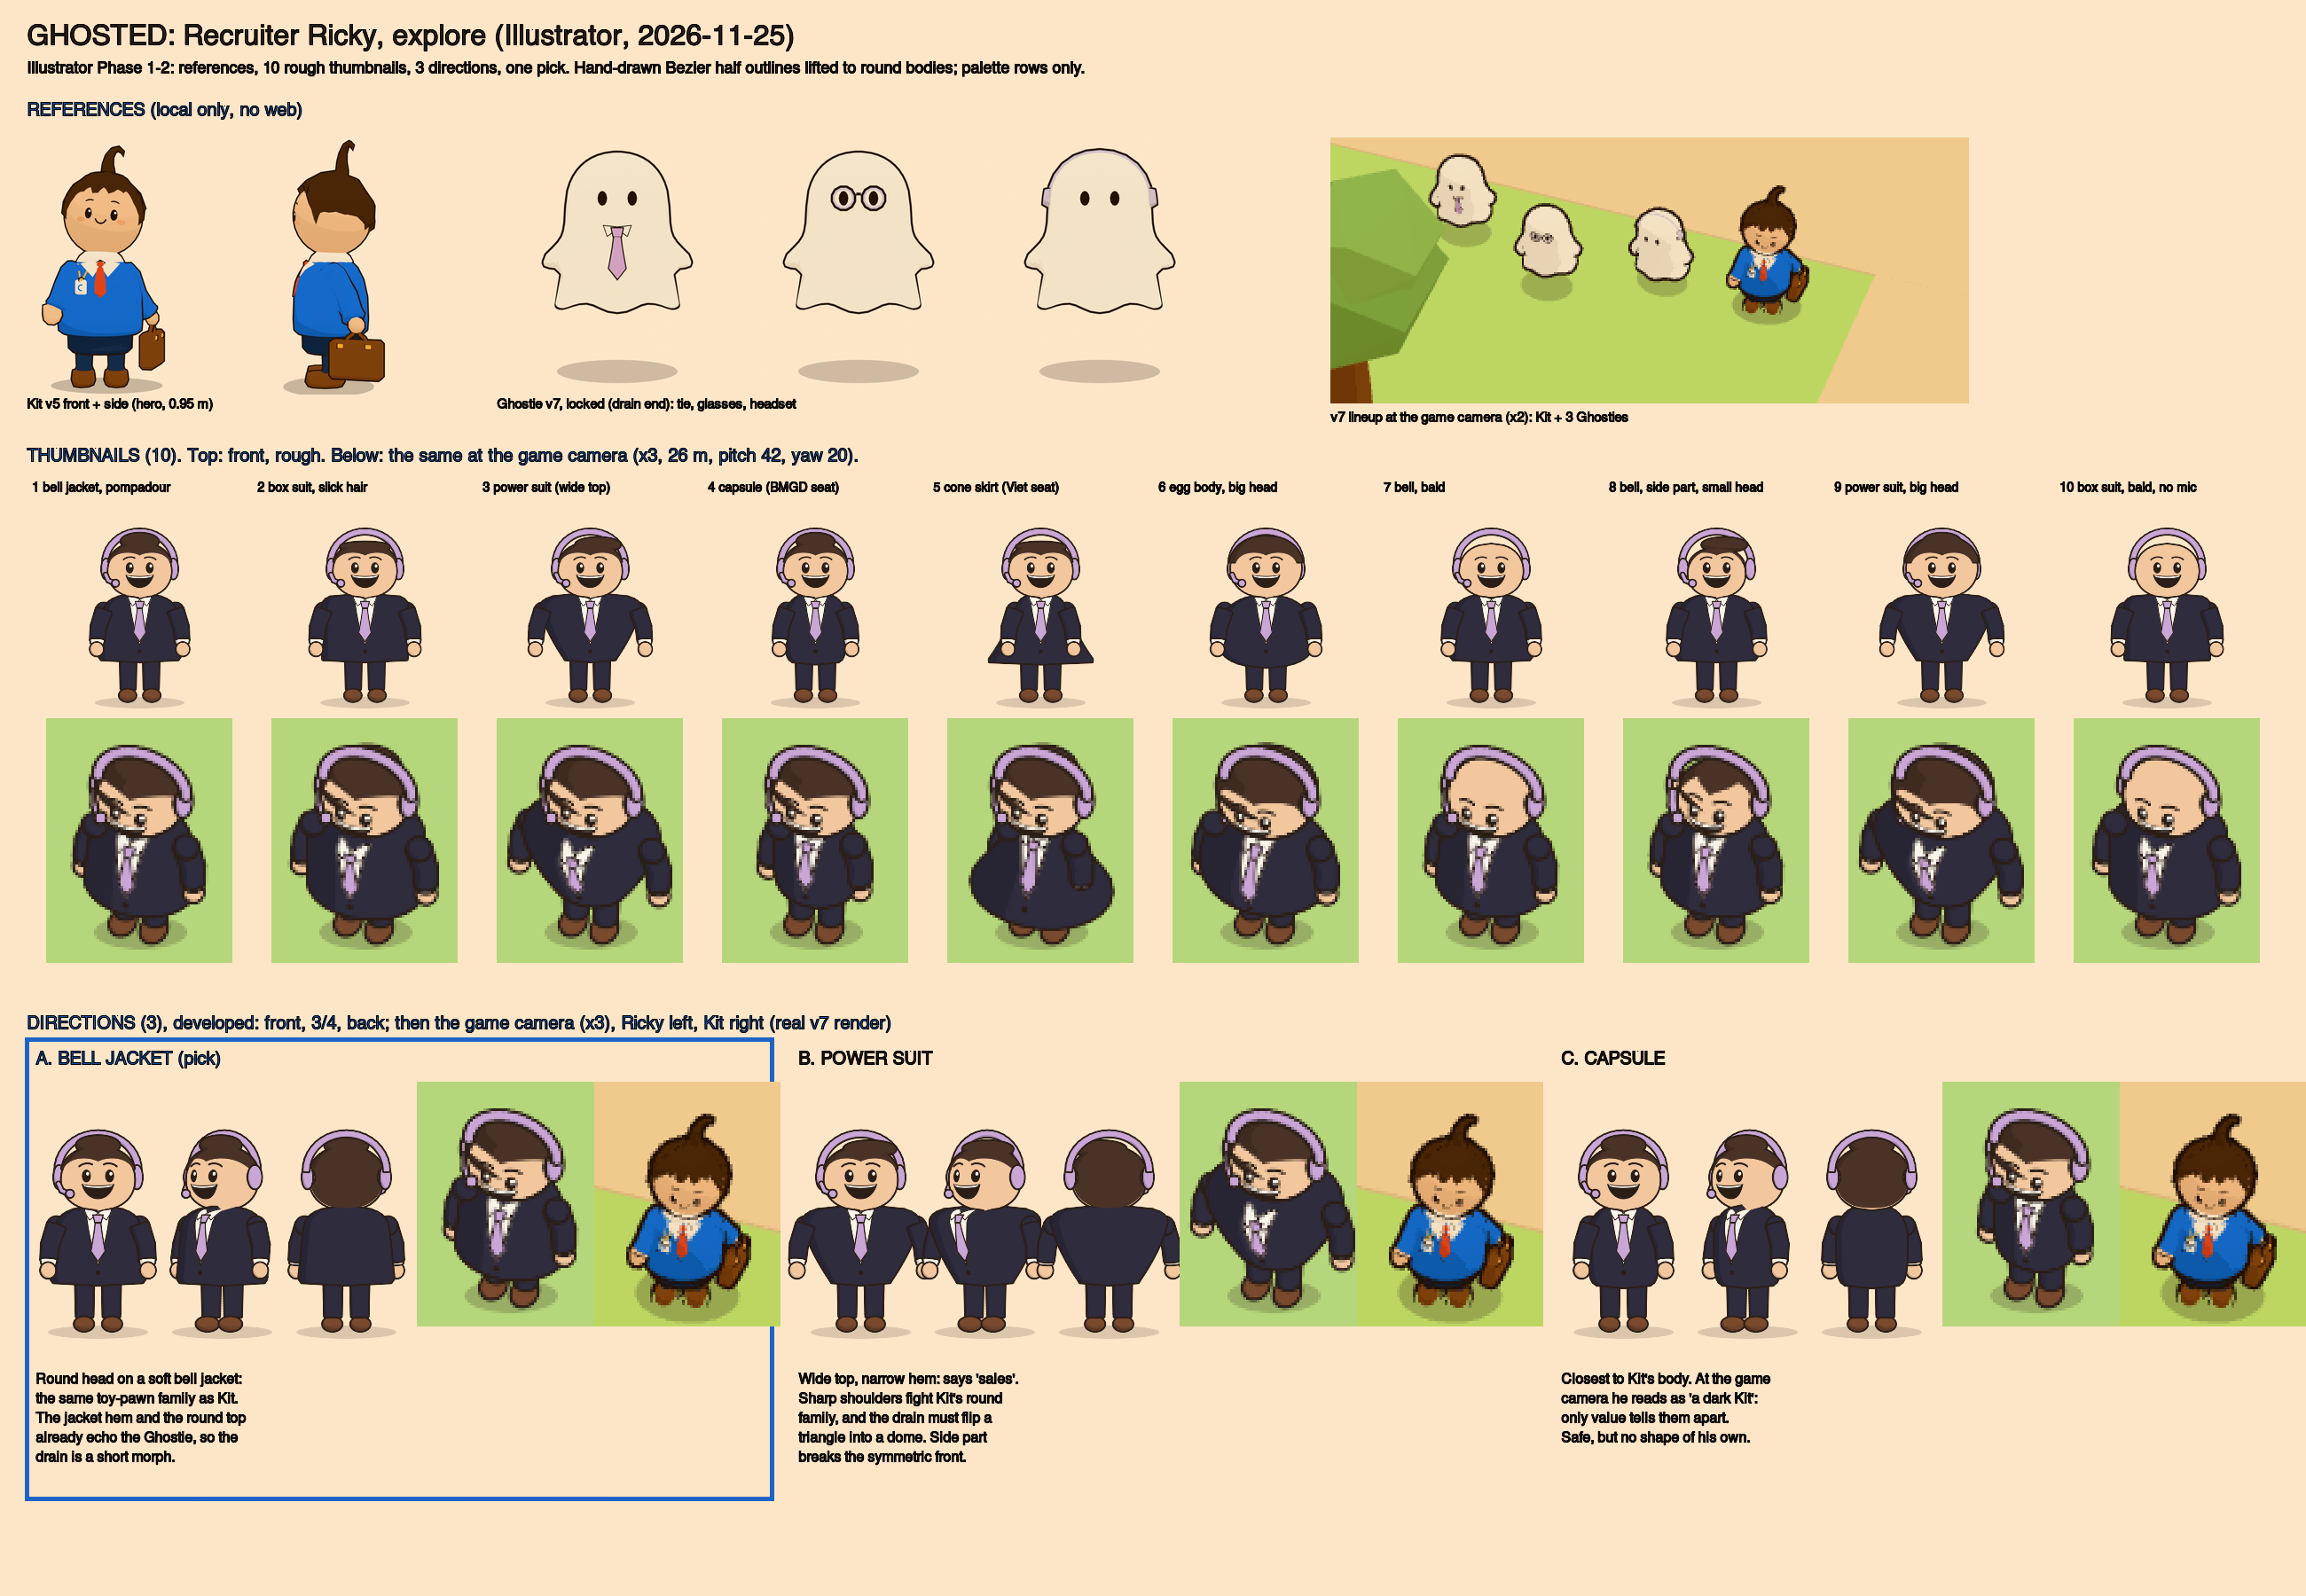 GHOSTED: Recruiter Ricky, explore (Illustrator, 2026-11-25)
Illustrator Phase 1-2: references, 10 rough thumbnails, 3 directions, one pick. Hand-drawn Bezier half outlines lifted to round bodies; palette rows only.
REFERENCES (local only, no web)
C
Kit v5 front + side (hero, 0.95 m)
Ghostie v7, locked (drain end): tie, glasses, headset
v7 lineup at the game camera (x2): Kit + 3 Ghosties
THUMBNAILS (10). Top: front, rough. Below: the same at the game camera (x3, 26 m, pitch 42, yaw 20).
1 bell jacket, pompadour
2 box suit, slick hair
3 power suit (wide top)
4 capsule (BMGD seat)
5 cone skirt (Viet seat)
6 egg body, big head
7 bell, bald
8 bell, side part, small head
9 power suit, big head
10 box suit, bald, no mic
DIRECTIONS (3), developed: front, 3/4, back; then the game camera (x3), Ricky left, Kit right (real v7 render)
A. BELL JACKET (pick)
Round head on a soft bell jacket:
the same toy-pawn family as Kit.
The jacket hem and the round top
already echo the Ghostie, so the
drain is a short morph.
B. POWER SUIT
Wide top, narrow hem: says 'sales'.
Sharp shoulders fight Kit's round
family, and the drain must flip a
triangle into a dome. Side part
breaks the symmetric front.
C. CAPSULE
Closest to Kit's body. At the game
camera he reads as 'a dark Kit':
only value tells them apart.
Safe, but no shape of his own.